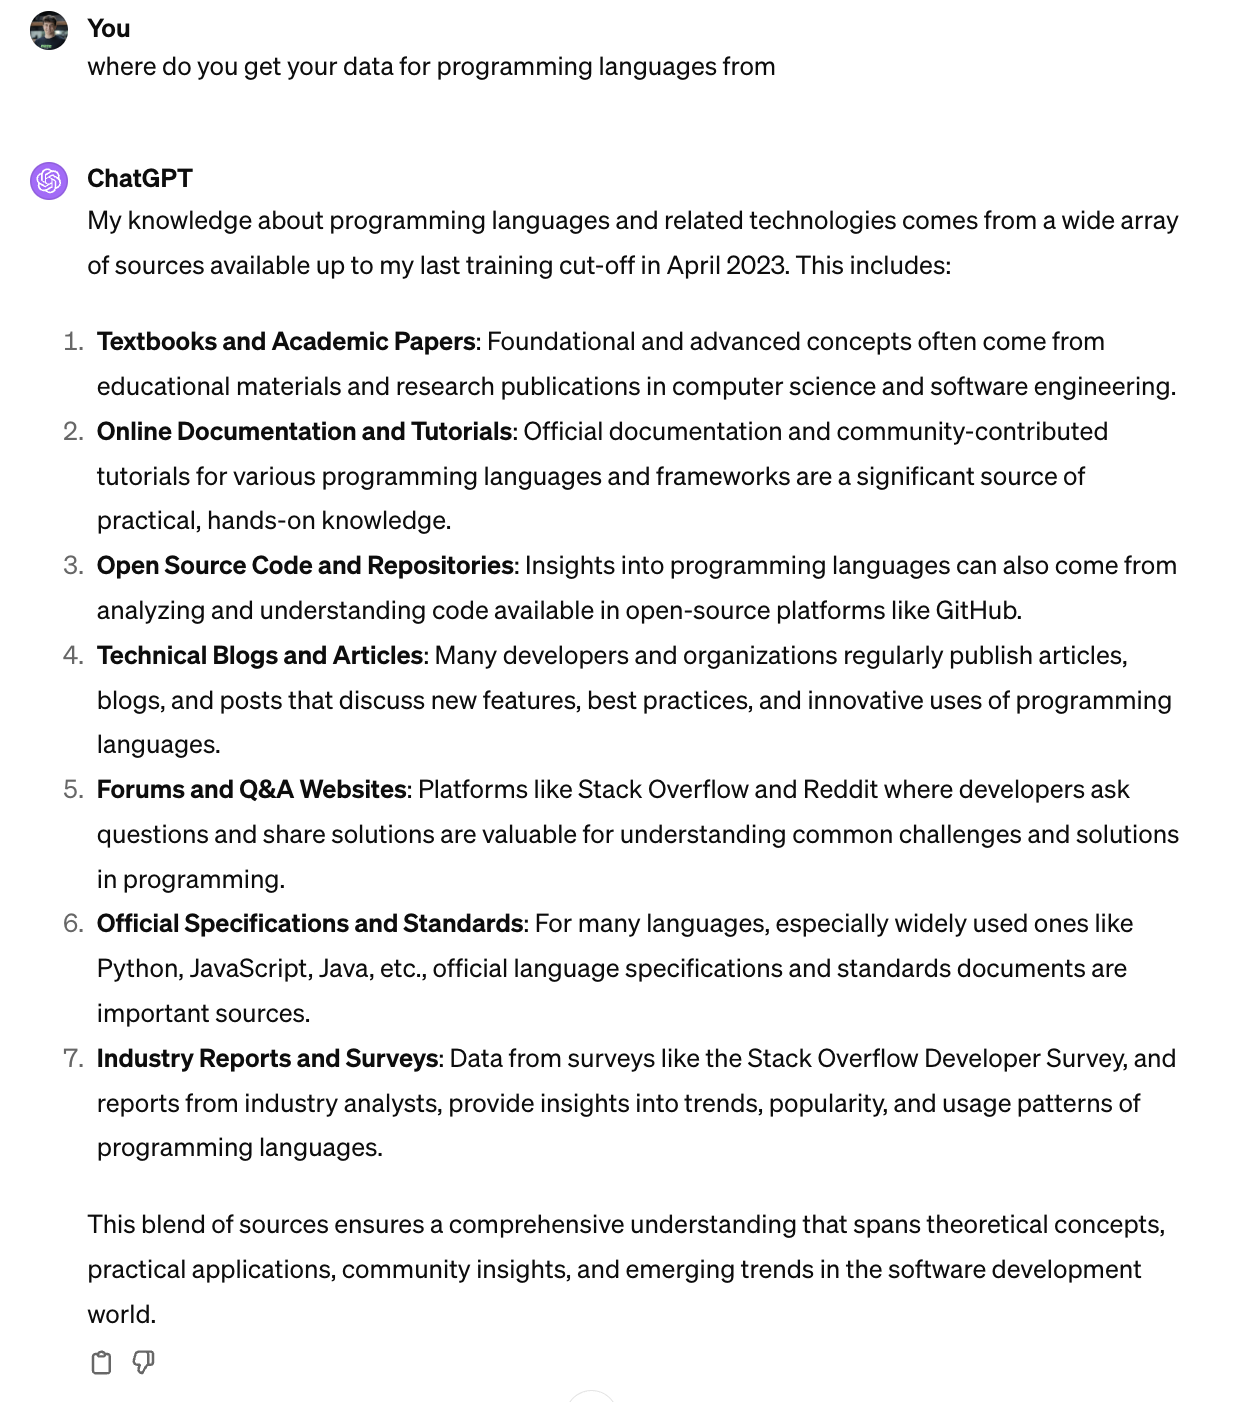 You
where do you get your data for programming languages from
ChatGPT
My knowledge about programming languages and related technologies comes from a wide array
of sources available up to my last training cut-off in April 2023. This includes:
1. Textbooks and Academic Papers: Foundational and advanced concepts often come from
educational materials and research publications in computer science and software engineering.
2. Online Documentation and Tutorials: Official documentation and community-contributed
tutorials for various programming languages and frameworks are a significant source of
practical, hands-on knowledge.
3. Open Source Code and Repositories: Insights into programming languages can also come from
analyzing and understanding code available in open-source platforms like GitHub.
4. Technical Blogs and Articles: Many developers and organizations regularly publish articles,
blogs, and posts that discuss new features, best practices, and innovative uses of programming
languages.
5. Forums and Q&A Websites: Platforms like Stack Overflow and Reddit where developers ask
questions and share solutions are valuable for understanding common challenges and solutions
in programming.
6. Official Specifications and Standards: For many languages, especially widely used ones like
Python, JavaScript, Java, etc., official language specifications and standards documents are
important sources.
7. Industry Reports and Surveys: Data from surveys like the Stack Overflow Developer Survey, and
reports from industry analysts, provide insights into trends, popularity, and usage patterns of
programming languages.
This blend of sources ensures a comprehensive understanding that spans theoretical concepts,
practical applications, community insights, and emerging trends in the software development
world.